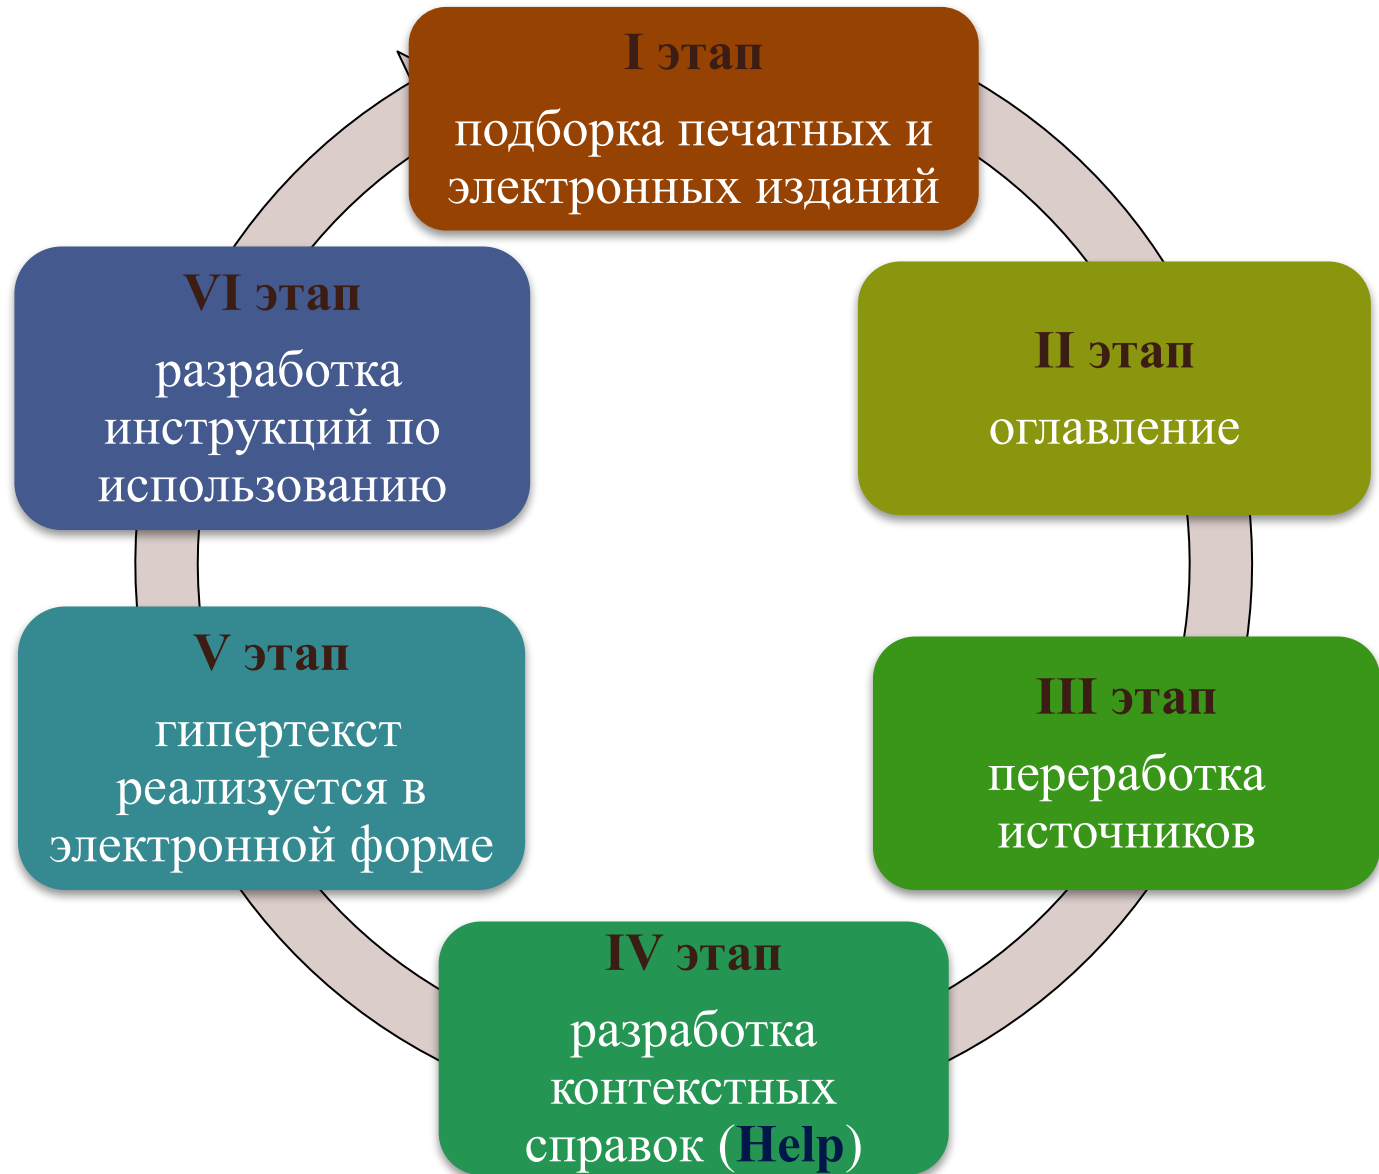 I этап
подборка печатных и
электронных изданий
II этап
оглавление
III этап
переработка
источников
IV этап
разработка
контекстных
справок (Help)
V этап
гипертекст
реализуется в
электронной форме
VI этап
разработка
инструкций по
использованию